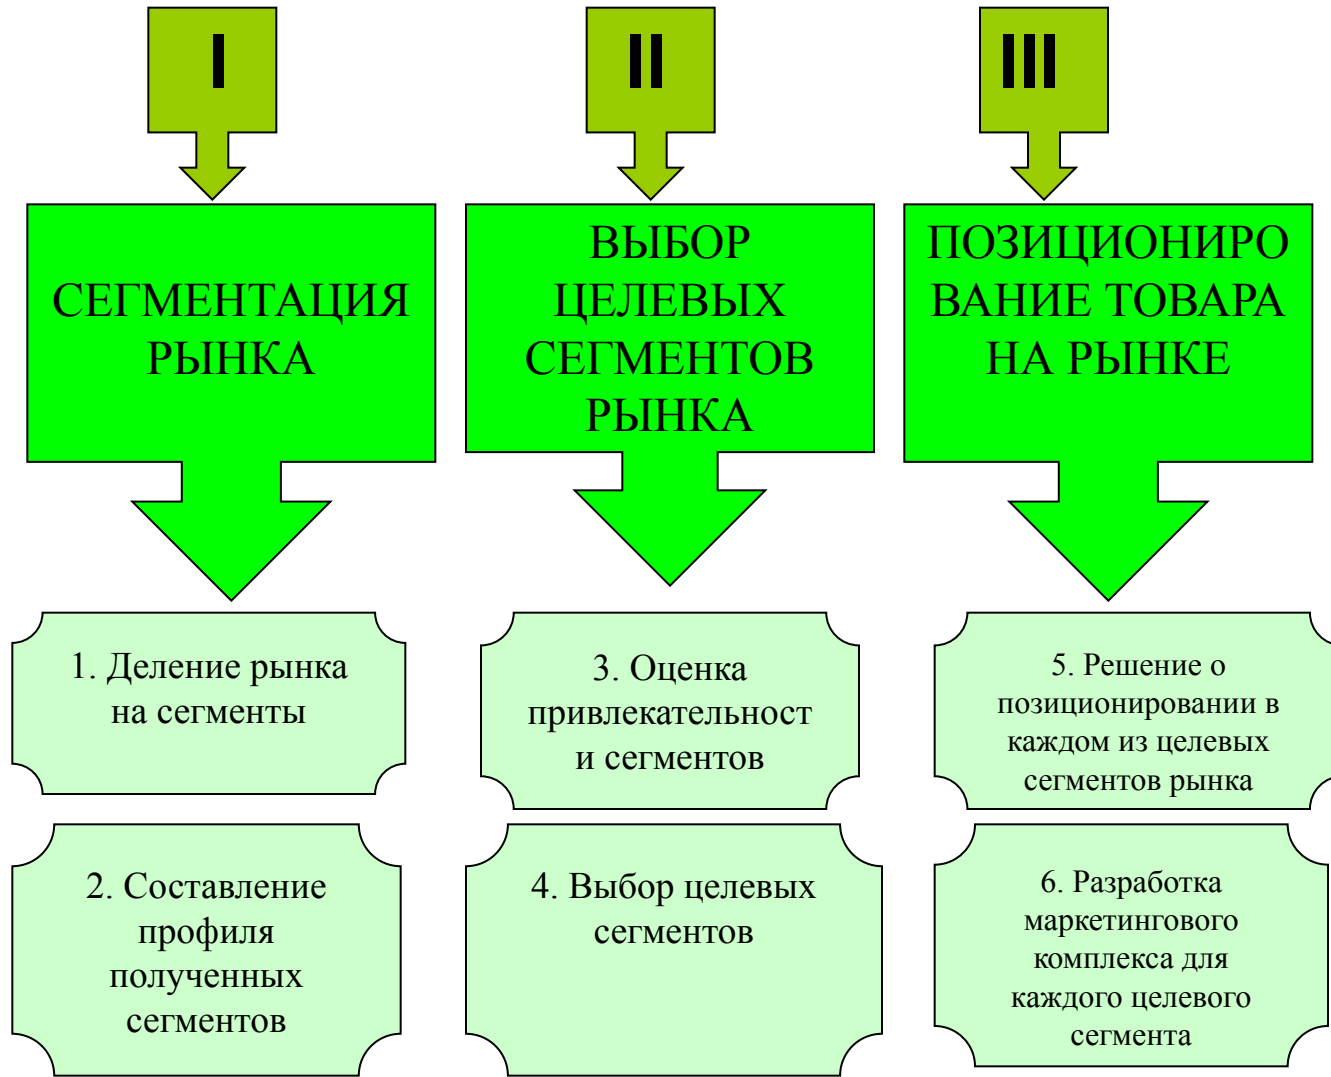 I
СЕГМЕНТАЦИЯ
РЫНКА
1. Деление рынка
на сегменты
2. Составление
профиля
полученных
сегментов
II
ВЫБОР
ЦЕЛЕВЫХ
СЕГМЕНТОВ
РЫНКА
3. Оценка
привлекательност
и сегментов
4. Выбор целевых
сегментов
III
ПОЗИЦИОНИРО
ВАНИЕ ТОВАРА
НА РЫНКЕ
5. Решение о
позиционировании в
каждом из целевых
сегментов рынка
6. Разработка
маркетингового
комплекса для
каждого целевого
сегмента